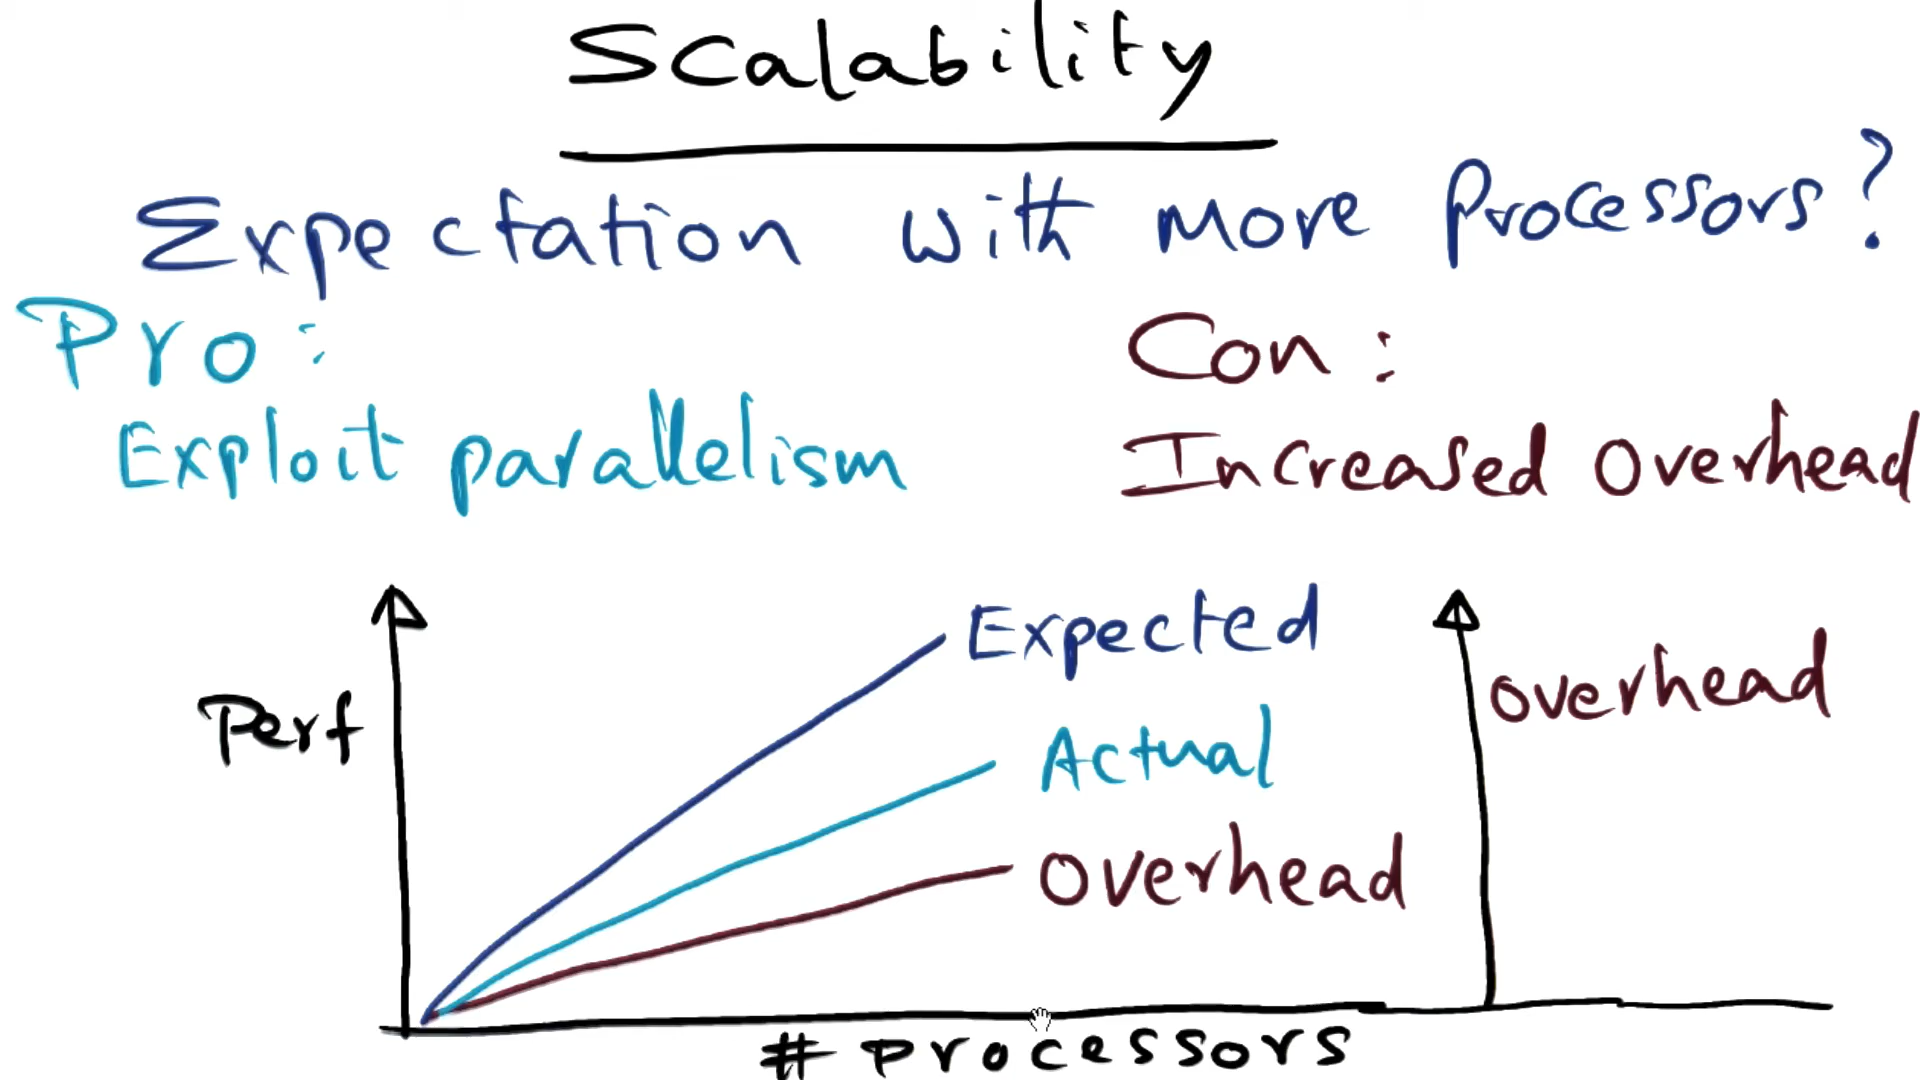 Scalability
Expectation with more processors?
Pro:
Exploit parallelism
Con:
Increased overhead
Perf
Expected
Actual
Overhead
overhead
# processors